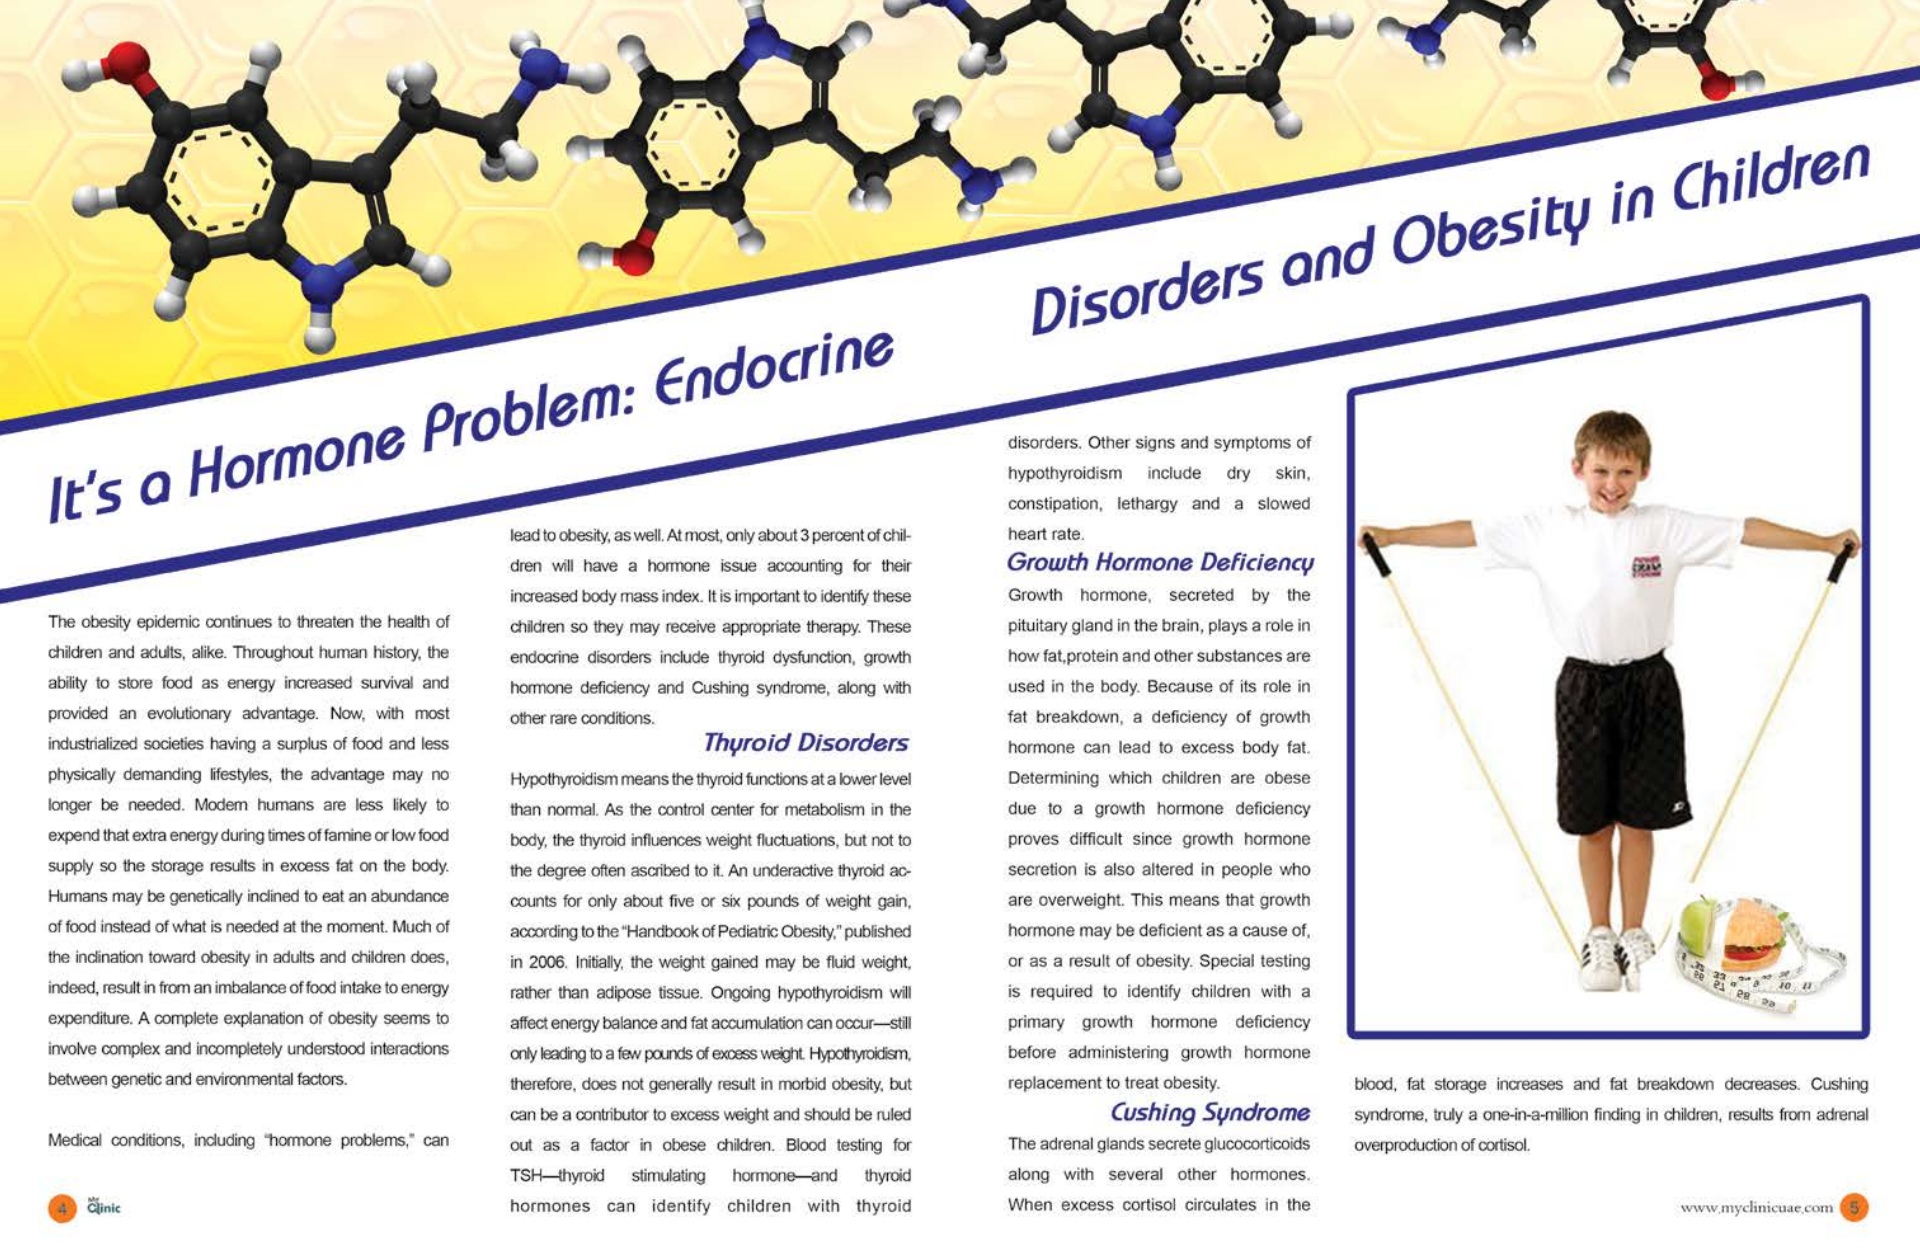 It's a Hormone Problem: Endocrine
Disorders and Obesity in Children
The obesity epidemic continues to threaten the health of
children and adults, alike. Throughout human history, the
ability to store food as energy increased survival and
provided an evolutionary advantage. Now, with most
industrialized societies having a surplus of food and less
physically demanding lifestyles, the advantage may no
longer be needed. Modern humans are less likely to
expend that extra energy during times of famine or low food
supply so the storage results in excess fat on the body.
Humans may be genetically inclined to eat an abundance
of food instead of what is needed at the moment. Much of
the inclination toward obesity in adults and children does,
indeed, result in from an imbalance of food intake to energy
expenditure. A complete explanation of obesity seems to
involve complex and incompletely understood interactions
between genetic and environmental factors.
Medical conditions, including "hormone problems," can
lead to obesity, as well. At most, only about 3 percent of chil-
dren will have a hormone issue accounting for their
increased body mass index. It is important to identify these
children so they may receive appropriate therapy. These
endocrine disorders include thyroid dysfunction, growth
hormone deficiency and Cushing syndrome, along with
other rare conditions.
Thyroid Disorders
Hypothyroidism means the thyroid functions at a lower level
than normal. As the control center for metabolism in the
body, the thyroid influences weight fluctuations, but not to
the degree often ascribed to it. An underactive thyroid ac-
counts for only about five or six pounds of weight gain,
according to the "Handbook of Pediatric Obesity," published
in 2006. Initially, the weight gained may be fluid weight,
rather than adipose tissue. Ongoing hypothyroidism will
affect energy balance and fat accumulation can occur—still
only leading to a few pounds of excess weight. Hypothyroidism,
therefore, does not generally result in morbid obesity, but
can be a contributor to excess weight and should be ruled
out as a factor in obese children. Blood testing for
TSH—thyroid stimulating hormone—and thyroid
hormones can identify children with thyroid
disorders. Other signs and symptoms of
hypothyroidism include dry skin,
constipation, lethargy and a slowed
heart rate.
Growth Hormone Deficiency
Growth hormone, secreted by the
pituitary gland in the brain, plays a role in
how fat,protein and other substances are
used in the body. Because of its role in
fat breakdown, a deficiency of growth
hormone can lead to excess body fat.
Determining which children are obese
due to a growth hormone deficiency
proves difficult since growth hormone
secretion is also altered in people who
are overweight. This means that growth
hormone may be deficient as a cause of,
or as a result of obesity. Special testing
is required to identify children with a
primary growth hormone deficiency
before administering growth hormone
replacement to treat obesity.
Cushing Syndrome
The adrenal glands secrete glucocorticoids
along with several other hormones.
When excess cortisol circulates in the
blood, fat storage increases and fat breakdown decreases. Cushing
syndrome, truly a one-in-a-million finding in children, results from adrenal
overproduction of cortisol.
4
My
Clinic
www.myclinicuae.com
5